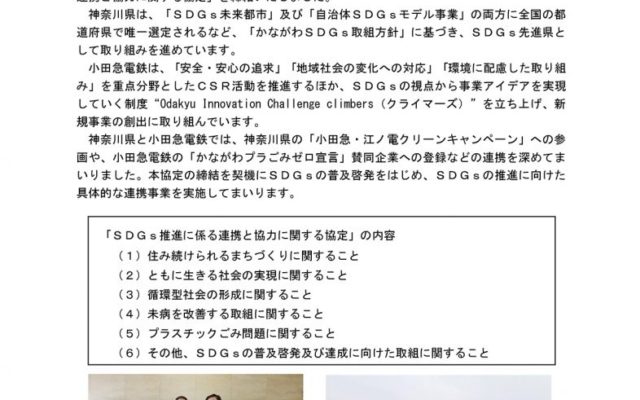 神奈川県は、「ＳＤＧｓ未来都市」及び「自治体ＳＤＧｓモデル事業」の両方に全国の都
道府県で唯一選定されるなど、「かながわＳＤＧｓ取組方針」に基づき、ＳＤＧｓ先進県と
して取り組みを進めています。
小田急電鉄は、「安全・安心の追求」「地域社会の変化への対応」「環境に配慮した取り組
み」を重点分野としたＣＳＲ活動を推進するほか、ＳＤＧｓの視点から事業アイデアを実現
していく制度“Odakyu Innovation Challenge climbers（クライマーズ）”を立ち上げ、新
規事業の創出に取り組んでいます。
神奈川県と小田急電鉄では、神奈川県の「小田急・江ノ電クリーンキャンペーン」への参
画や、小田急電鉄の「かながわプラごみゼロ宣言」賛同企業への登録などの連携を深めてま
いりました。本協定の締結を契機にＳＤＧｓの普及啓発をはじめ、ＳＤＧｓの推進に向けた
具体的な連携事業を実施してまいります。
「ＳＤＧｓ推進に係る連携と協力に関する協定」の内容
（１）住み続けられるまちづくりに関すること
（２）ともに生きる社会の実現に関すること
（３）循環型社会の形成に関すること
（４）未病を改善する取組に関すること
（５）プラスチックごみ問題に関すること
（６）その他、ＳＤＧｓの普及啓発及び達成に向けた取組に関すること